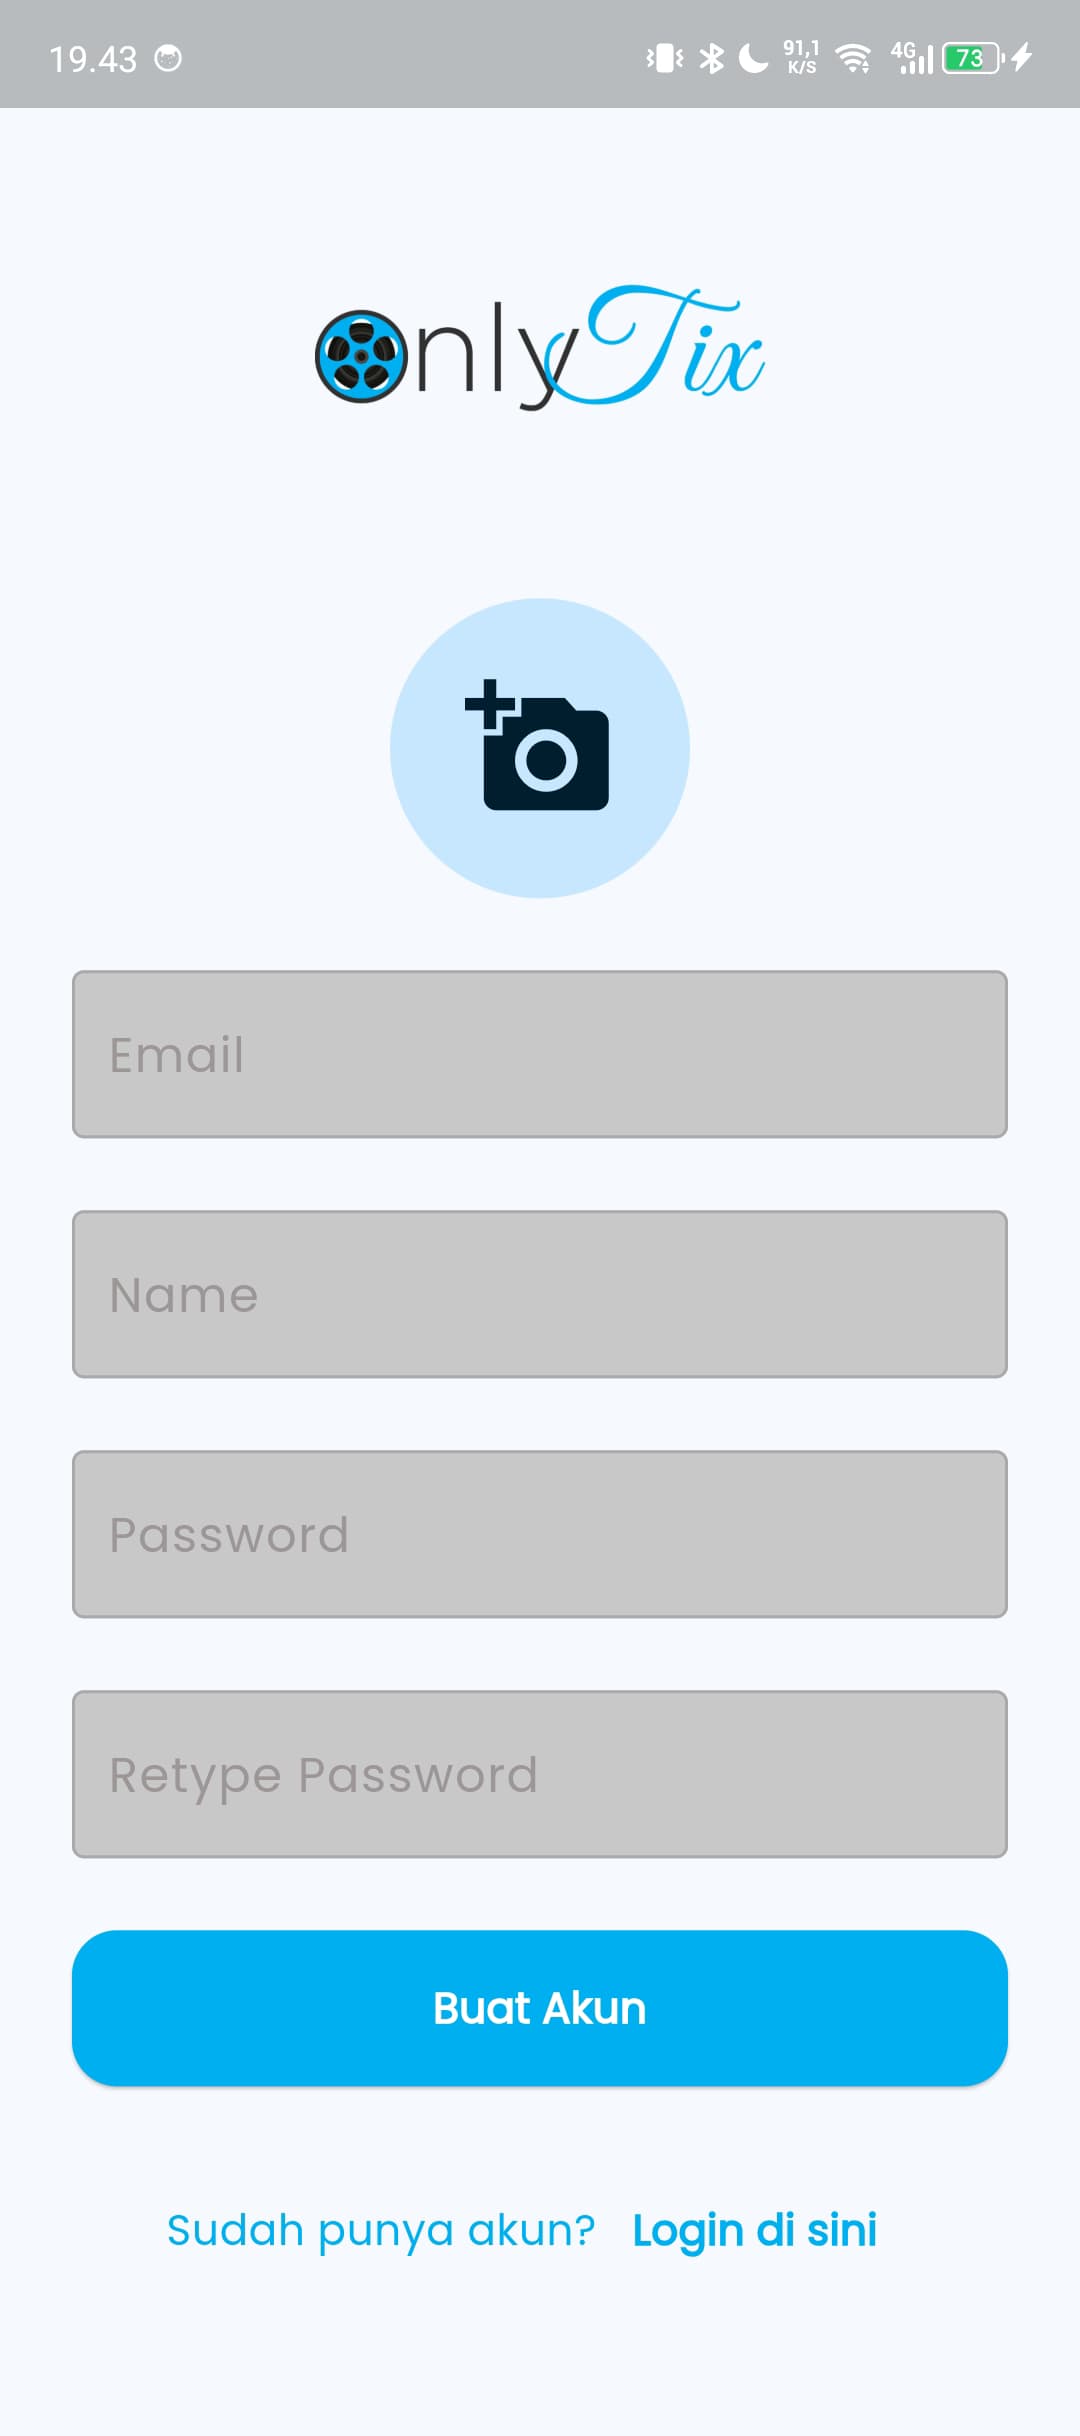 19.43
91,1
K/S
4G
73
OnlyTix
Email
Name
Password
Retype Password
Buat Akun
Sudah punya akun? Login di sini